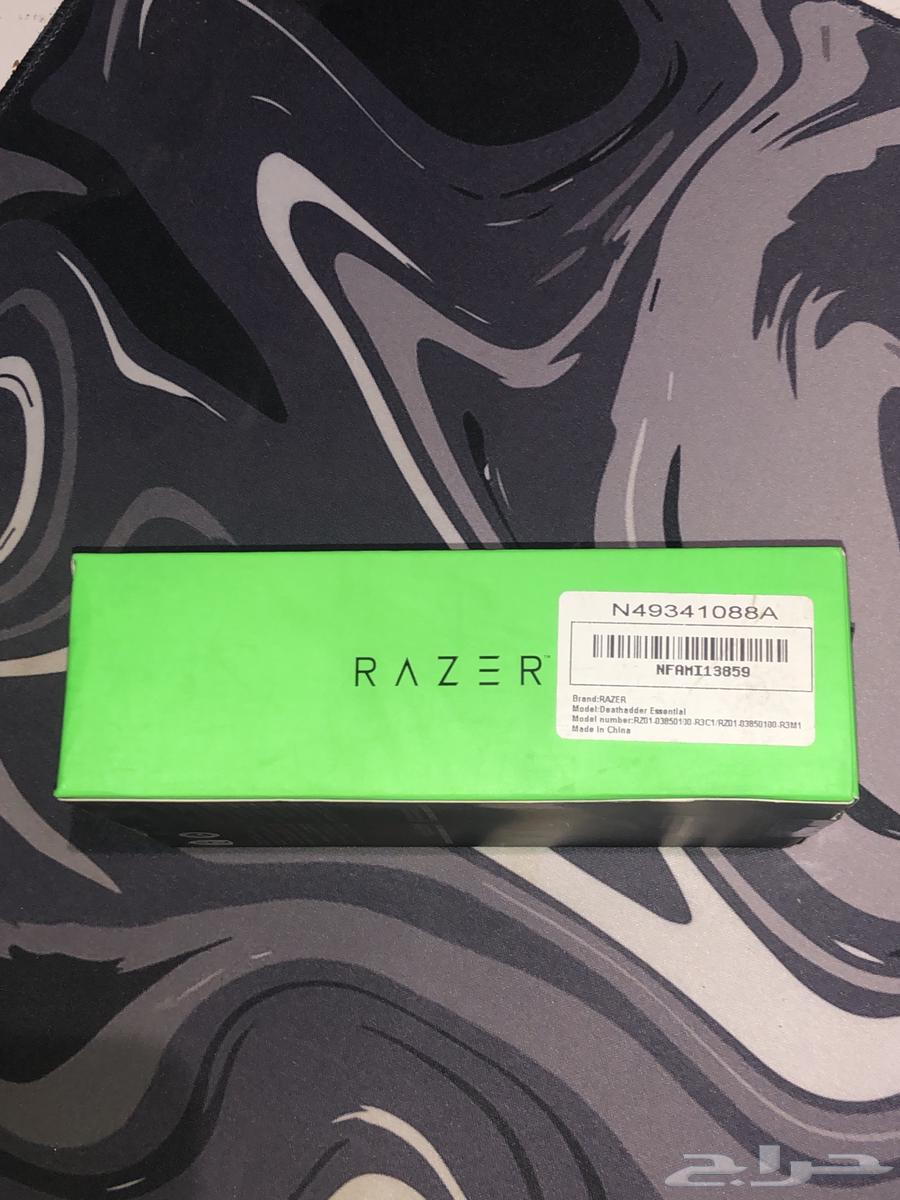 RAZER™
N49341088A
NFAMI13859
Brand:RAZER
Model:Deathadder Essential
Model number:RZ01-03850100-R3C1/RZ01-03850100-R3M1
Made In China
حراج